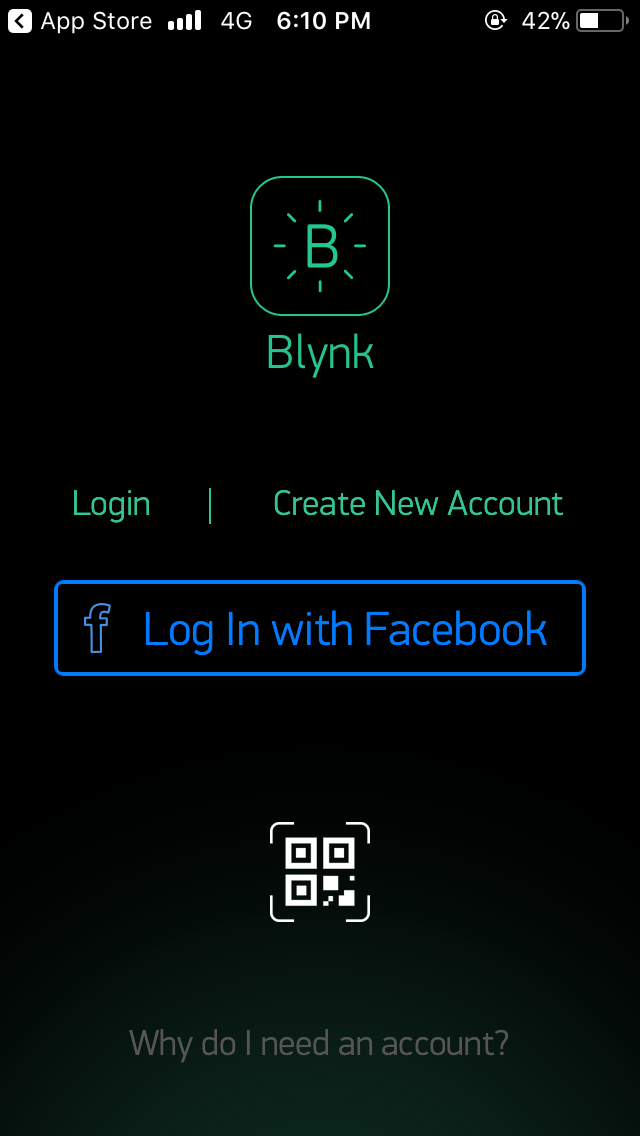 App Store 4G 6:10 PM 42%
B
Blynk
Login | Create New Account
f Log In with Facebook
Why do I need an account?